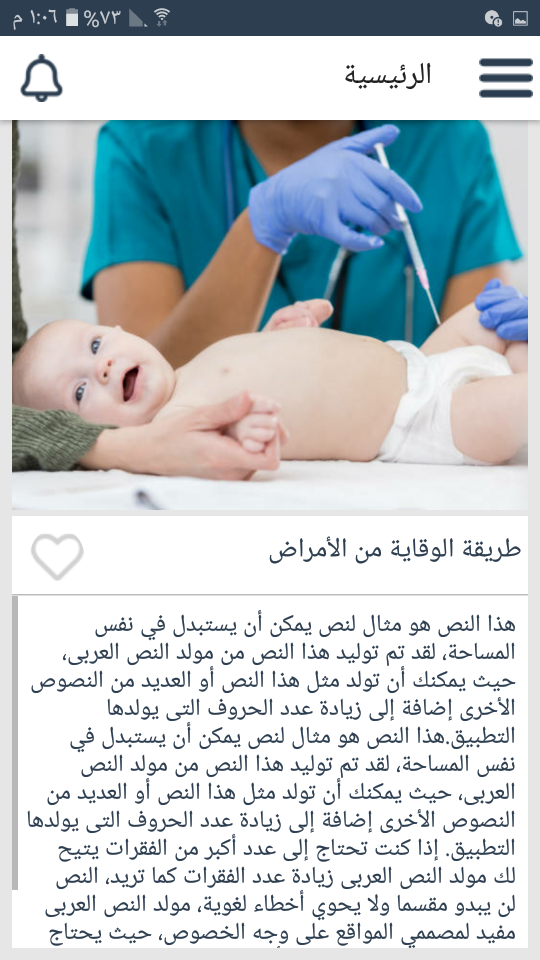 ١:٠٦ م %٧٣
الرئيسية
طريقة الوقاية من الأمراض
هذا النص هو مثال لنص يمكن أن يستبدل في نفس
المساحة، لقد تم توليد هذا النص من مولد النص العربى،
حيث يمكنك أن تولد مثل هذا النص أو العديد من النصوص
الأخرى إضافة إلى زيادة عدد الحروف التى يولدها
التطبيق.هذا النص هو مثال لنص يمكن أن يستبدل في
نفس المساحة، لقد تم توليد هذا النص من مولد النص
العربى، حيث يمكنك أن تولد مثل هذا النص أو العديد من
النصوص الأخرى إضافة إلى زيادة عدد الحروف التى يولدها
التطبيق. إذا كنت تحتاج إلى عدد أكبر من الفقرات يتيح
لك مولد النص العربى زيادة عدد الفقرات كما تريد، النص
لن يبدو مقسما ولا يحوي أخطاء لغوية، مولد النص العربى
مفيد لمصممي المواقع على وجه الخصوص، حيث يحتاج